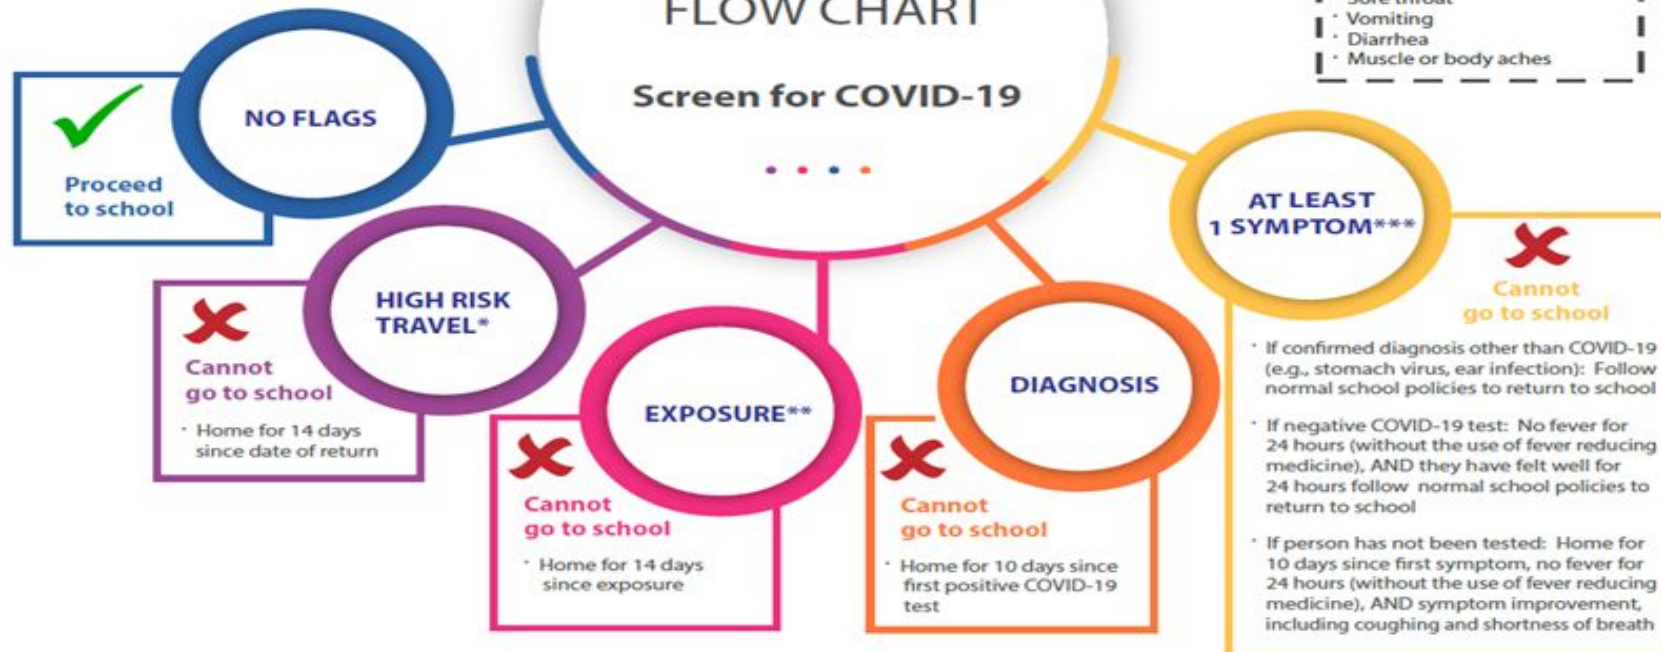 FLOW CHART
Screen for COVID-19
Sore throat
· Vomiting
· Diarrhea
· Muscle or body aches
NO FLAGS
Proceed
to school
HIGH RISK
TRAVEL*
Cannot
go to school
· Home for 14 days
since date of return
EXPOSURE**
Cannot
go to school
· Home for 14 days
since exposure
DIAGNOSIS
Cannot
go to school
· Home for 10 days since
first positive COVID-19
test
AT LEAST
1 SYMPTOM***
Cannot
go to school
· If confirmed diagnosis other than COVID-19
(e.g., stomach virus, ear infection): Follow
normal school policies to return to school
· If negative COVID-19 test: No fever for
24 hours (without the use of fever reducing
medicine), AND they have felt well for
24 hours follow normal school policies to
return to school
· If person has not been tested: Home for
10 days since first symptom, no fever for
24 hours (without the use of fever reducing
medicine), AND symptom improvement,
including coughing and shortness of breath